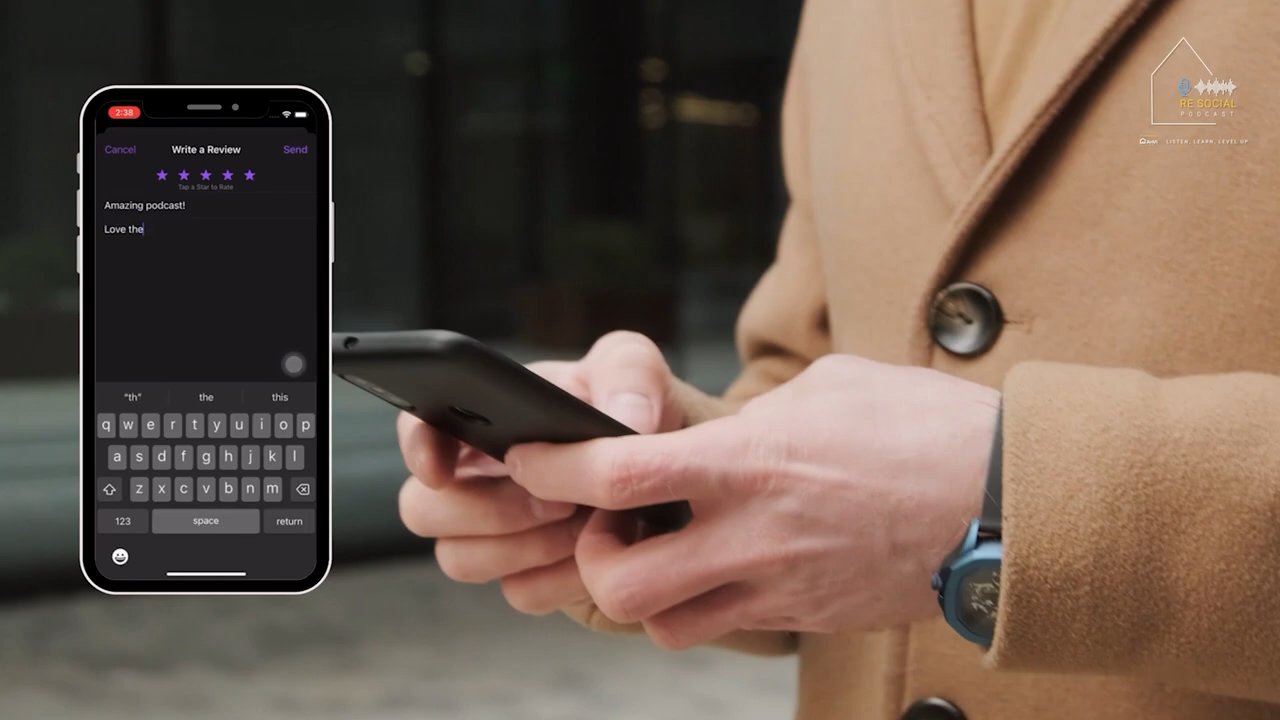 2:38
Cancel Write a Review Send
Tap a Star to Rate
Amazing podcast!
Love the
"th" the this
q w e r t y u i o p
a s d f g h j k l
z x c v b n m
123 space return
RE SOCIAL
PODCAST
LISTEN, LEARN, LEVEL UP